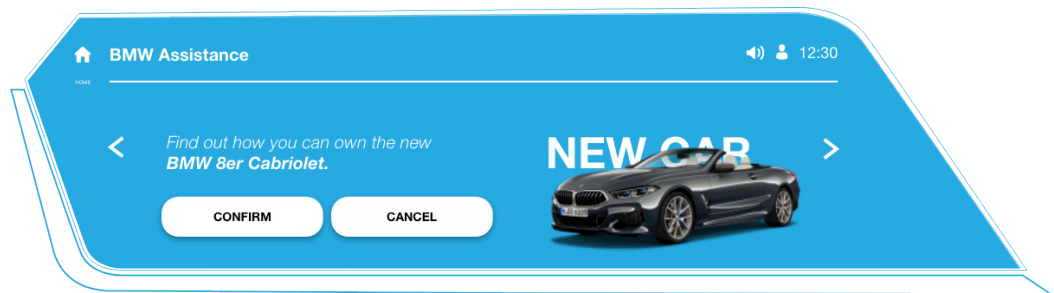 BMW Assistance
12:30
HOME
Find out how you can own the new
BMW 8er Cabriolet.
NEW CAR
CONFIRM
CANCEL